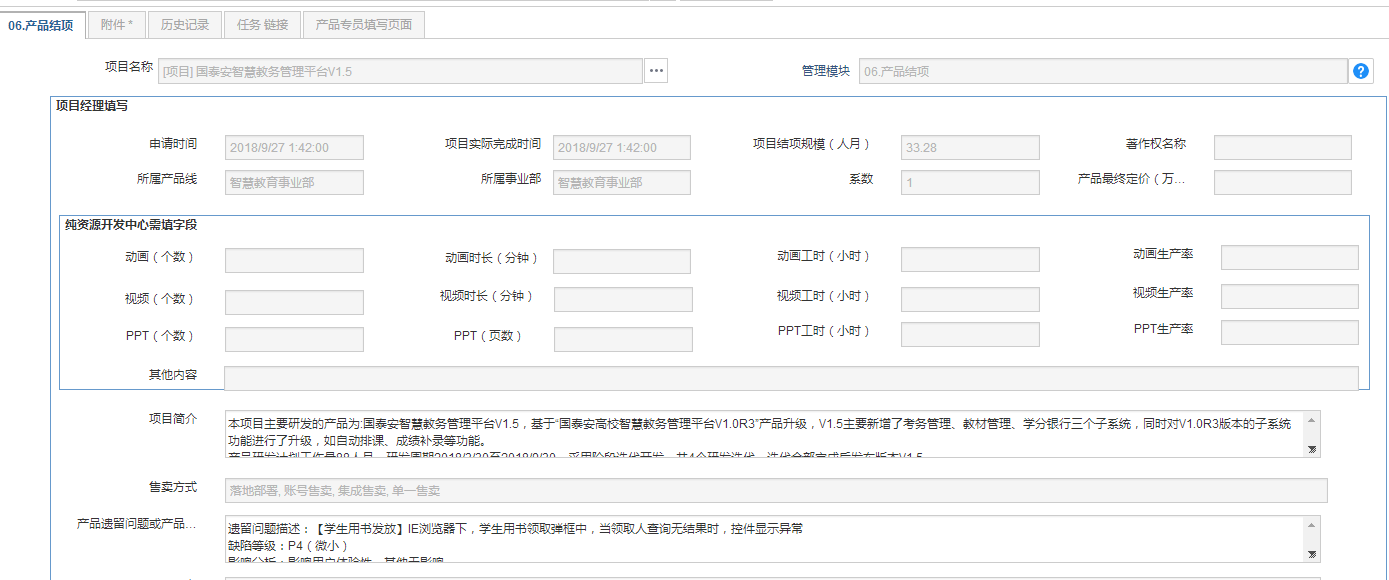 06.产品结项 附件 * 历史记录 任务 链接 产品专员填写页面
项目名称 [项目] 国泰安智慧教务管理平台V1.5 ... 管理模块 06.产品结项 ?
项目经理填写
申请时间 2018/9/27 1:42:00 项目实际完成时间 2018/9/27 1:42:00 项目结项规模（人月） 33.28 著作权名称
所属产品线 智慧教育事业部 所属事业部 智慧教育事业部 系数 1 产品最终定价（万...
纯资源开发中心需填字段
动画（个数） 动画时长（分钟） 动画工时（小时） 动画生产率
视频（个数） 视频时长（分钟） 视频工时（小时） 视频生产率
PPT（个数） PPT（页数） PPT工时（小时） PPT生产率
其他内容
项目简介 本项目主要研发的产品为:国泰安智慧教务管理平台V1.5，基于“国泰安高校智慧教务管理平台V1.0R3”产品升级，V1.5主要新增了考务管理、教材管理、学分银行三个子系统，同时对V1.0R3版本的子系统
功能进行了升级，如自动排课、成绩补录等功能。
售卖方式 落地部署, 账号售卖, 集成售卖, 单一售卖
产品遗留问题或产品... 遗留问题描述：【学生用书发放】IE浏览器下，学生用书领取弹框中，当领取人查询无结果时，控件显示异常
缺陷等级：P4（微小）